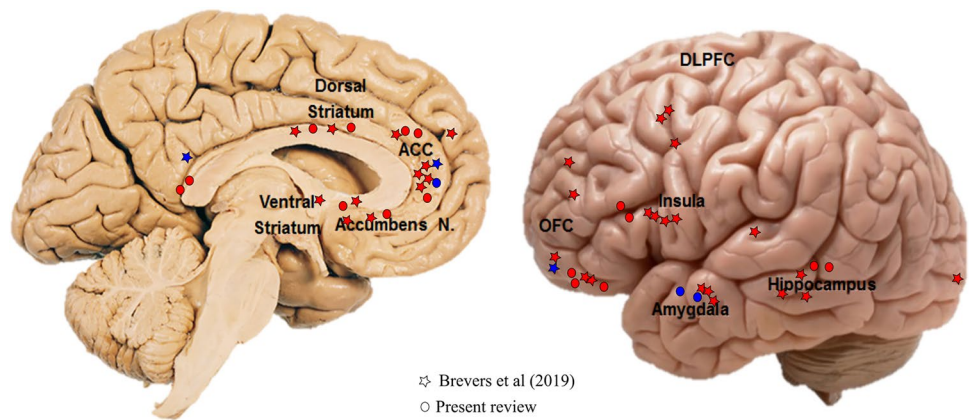 Dorsal
Striatum
ACC
Ventral
Striatum
Accumbens N.
DLPFC
Insula
OFC
Hippocampus
Amygdala
Brevers et al (2019)
Present review